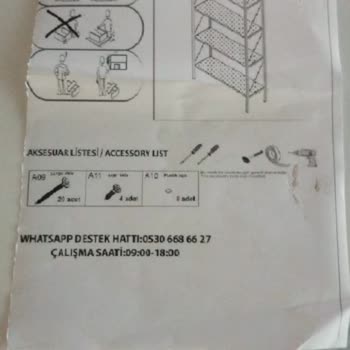 AKSESUAR LİSTESİ / ACCESSORY LIST
A09
20 adet
A11
4 adet
A10
8 adet
WHATSAPP DESTEK HATTI:0530 668 66 27
ÇALIŞMA SAATİ:09:00-18:00